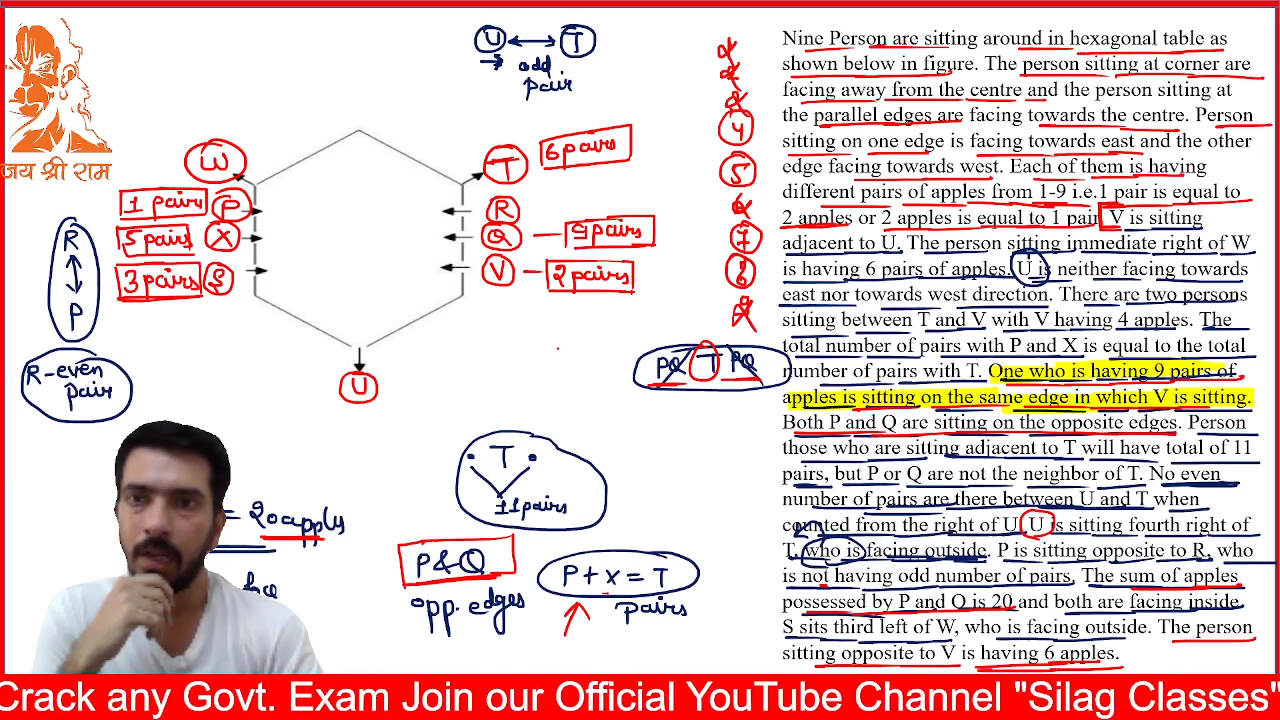 U ↔ T
→ odd
pair
जय श्री राम
W
T
6 pairs
1 pairs P
R
5 pairs X
Q — 9 pairs
3 pairs S
V — 2 pairs
U
R
↕
P
R-even
pair
4
5
7
8
9
PQ T PQ
• T •
11 pairs
= 20 apply
P & Q
opp. edges
P + x = T
pairs
Nine Person are sitting around in hexagonal table as
shown below in figure. The person sitting at corner are
facing away from the centre and the person sitting at
the parallel edges are facing towards the centre. Person
sitting on one edge is facing towards east and the other
edge facing towards west. Each of them is having
different pairs of apples from 1-9 i.e.1 pair is equal to
2 apples or 2 apples is equal to 1 pair. V is sitting
adjacent to U. The person sitting immediate right of W
is having 6 pairs of apples. U is neither facing towards
east nor towards west direction. There are two persons
sitting between T and V with V having 4 apples. The
total number of pairs with P and X is equal to the total
number of pairs with T. One who is having 9 pairs of
apples is sitting on the same edge in which V is sitting.
Both P and Q are sitting on the opposite edges. Person
those who are sitting adjacent to T will have total of 11
pairs, but P or Q are not the neighbor of T. No even
number of pairs are there between U and T when
counted from the right of U. U is sitting fourth right of
T, who is facing outside. P is sitting opposite to R, who
is not having odd number of pairs, The sum of apples
possessed by P and Q is 20 and both are facing inside.
S sits third left of W, who is facing outside. The person
sitting opposite to V is having 6 apples.
Crack any Govt. Exam Join our Official YouTube Channel "Silag Classes"